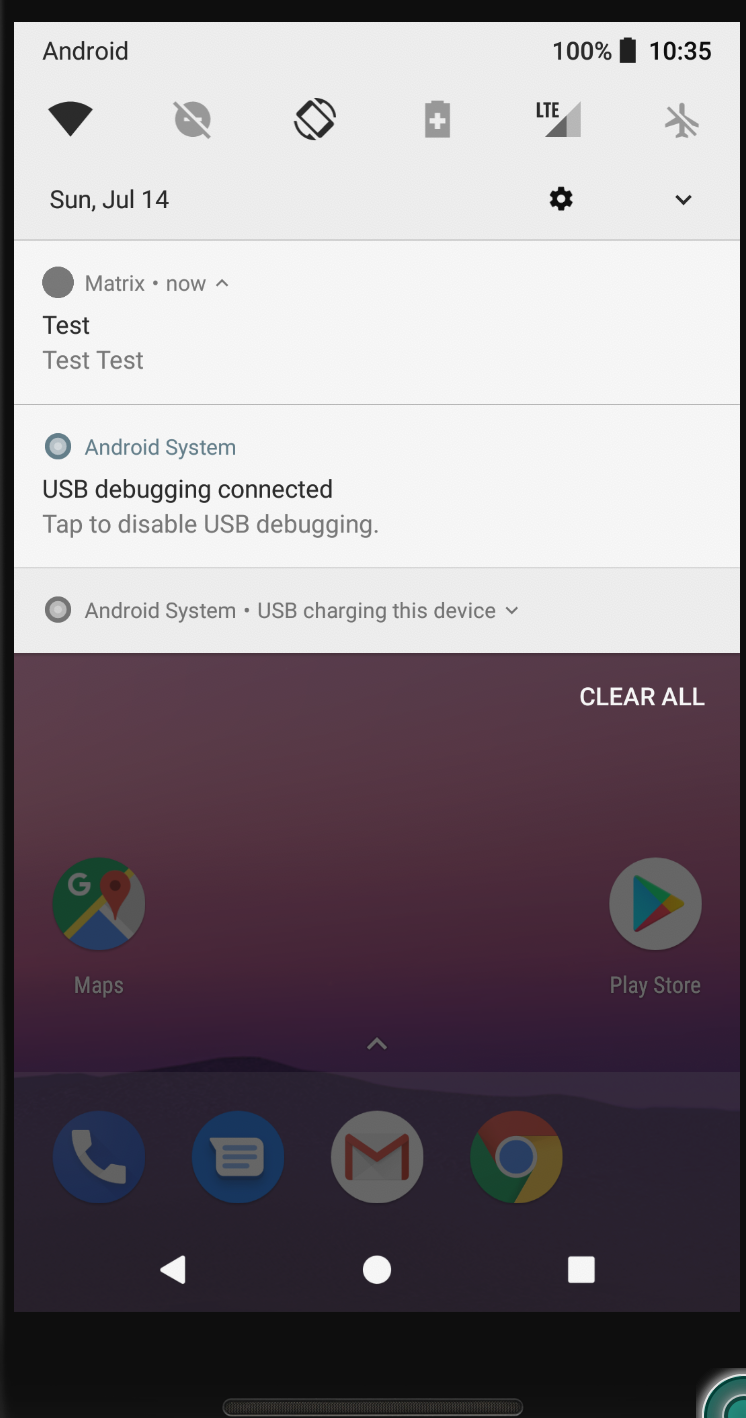 Android 100% 10:35
LTE
Sun, Jul 14
Matrix • now
Test
Test Test
Android System
USB debugging connected
Tap to disable USB debugging.
Android System • USB charging this device
CLEAR ALL
G
Maps Play Store